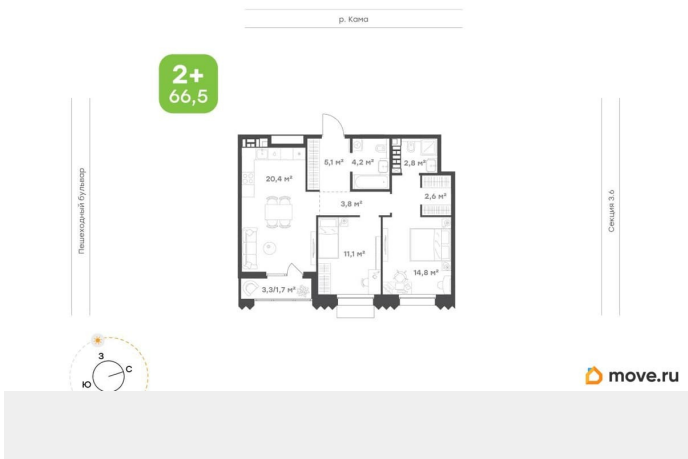 р. Кама
2+
66,5
Пешеходный бульвар
Секция 3.6
5,1 м²
4,2 м²
2,8 м²
20,4 м²
2,6 м²
3,8 м²
11,1 м²
14,8 м²
3,3/1,7 м²
З
С
Ю
move.ru